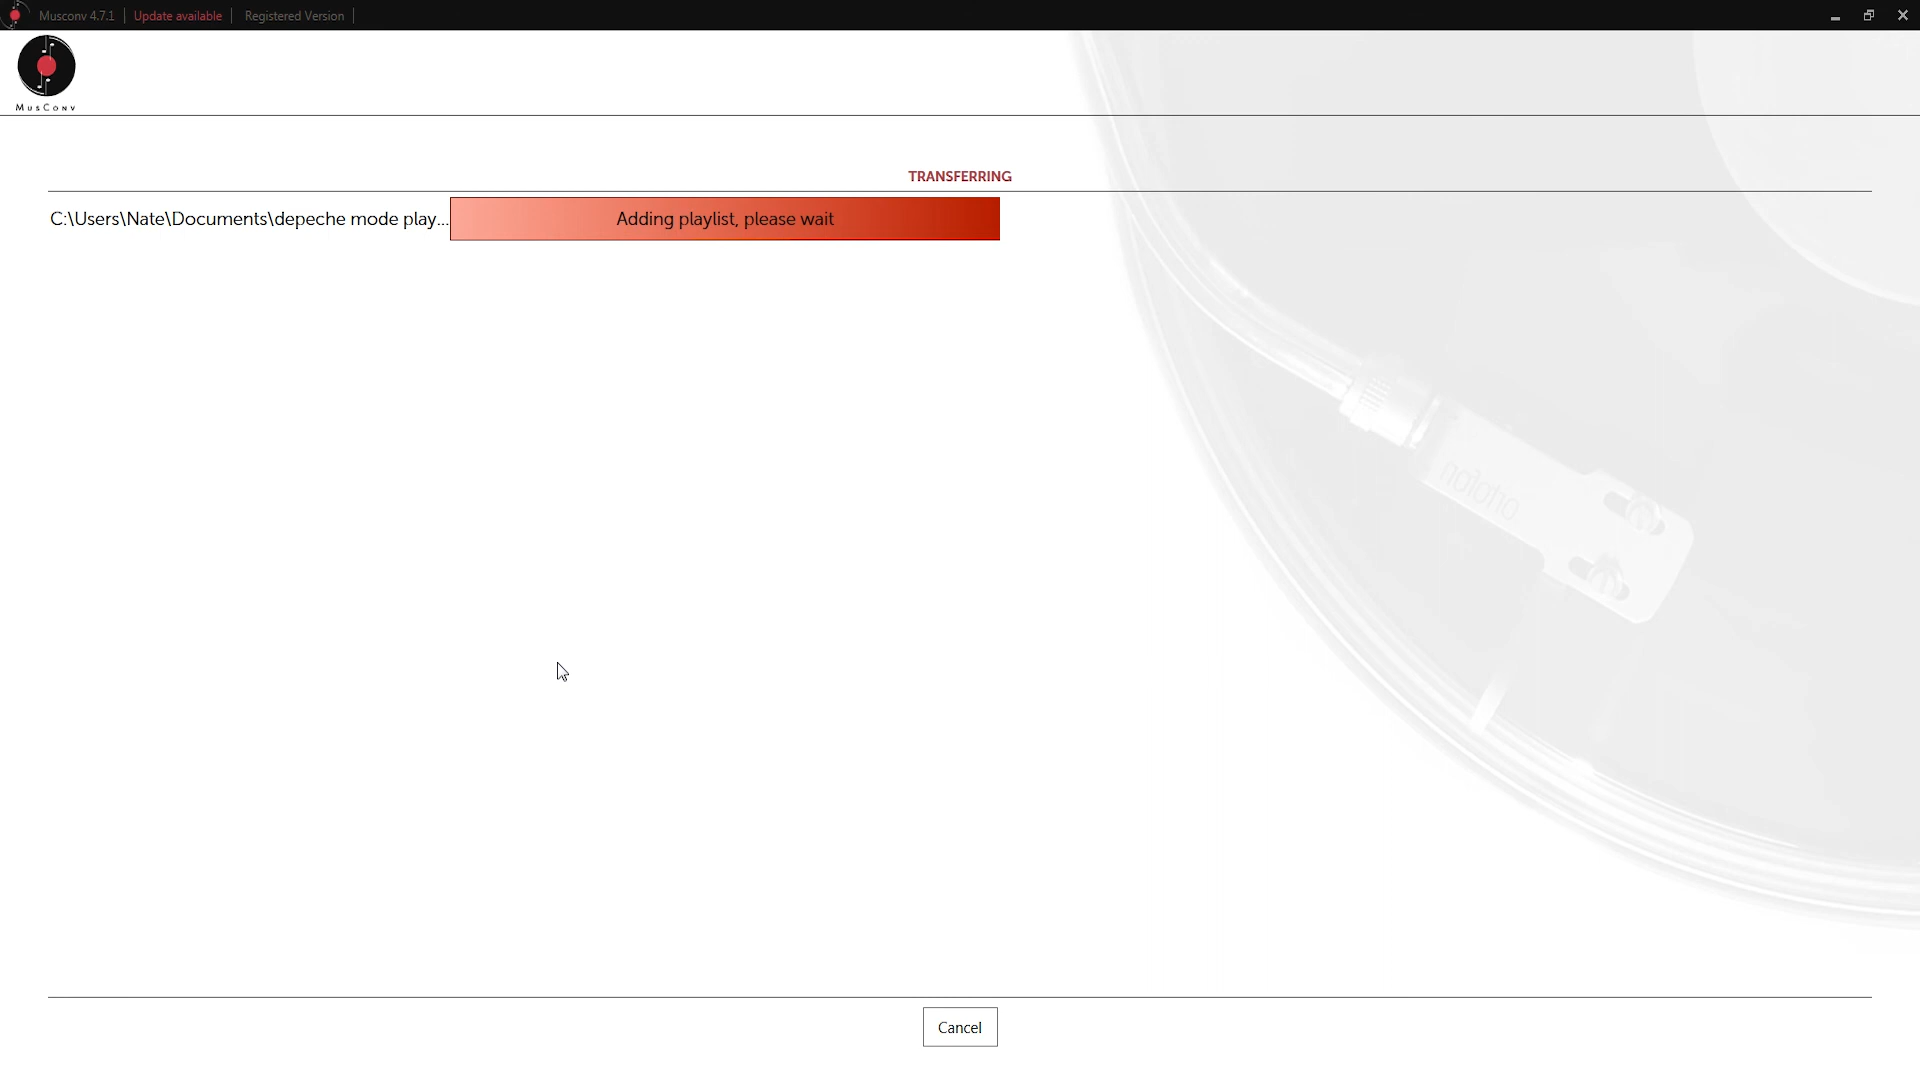 Musconv 4.7.1 Update available Registered Version
MusConv
TRANSFERRING
C:\Users\Nate\Documents\depeche mode play... Adding playlist, please wait
ortofon
Cancel